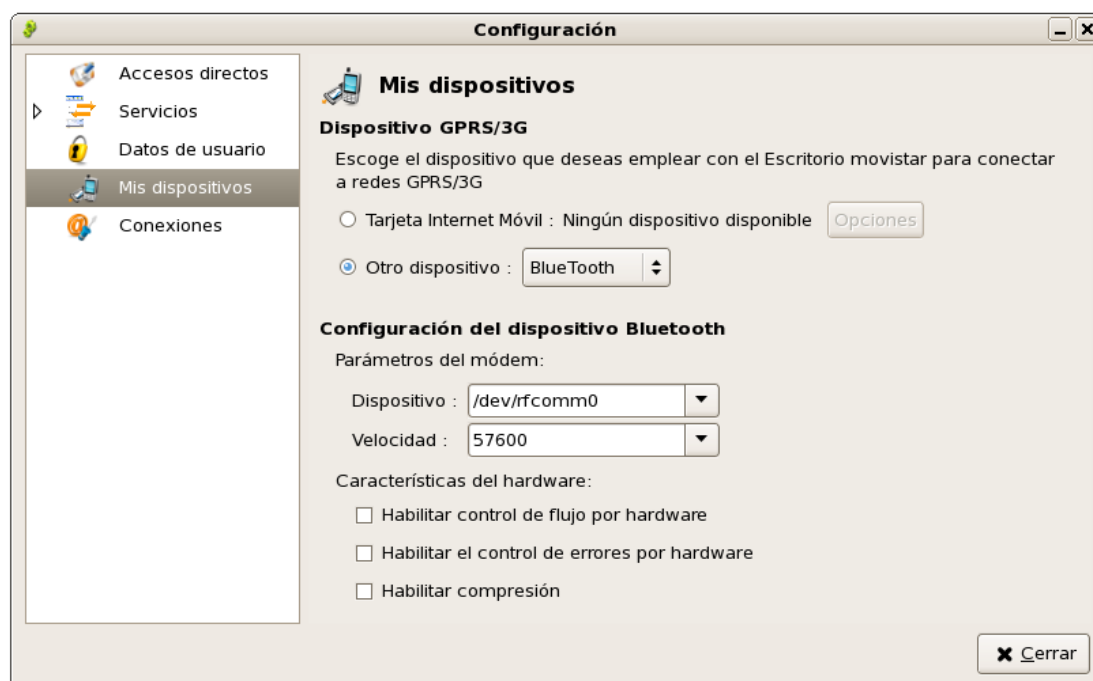 Configuración
Accesos directos
Servicios
Datos de usuario
Mis dispositivos
Conexiones
Mis dispositivos
Dispositivo GPRS/3G
Escoge el dispositivo que deseas emplear con el Escritorio movistar para conectar
a redes GPRS/3G
Tarjeta Internet Móvil : Ningún dispositivo disponible Opciones
Otro dispositivo : BlueTooth
Configuración del dispositivo Bluetooth
Parámetros del módem:
Dispositivo : /dev/rfcomm0
Velocidad : 57600
Características del hardware:
Habilitar control de flujo por hardware
Habilitar el control de errores por hardware
Habilitar compresión
Cerrar